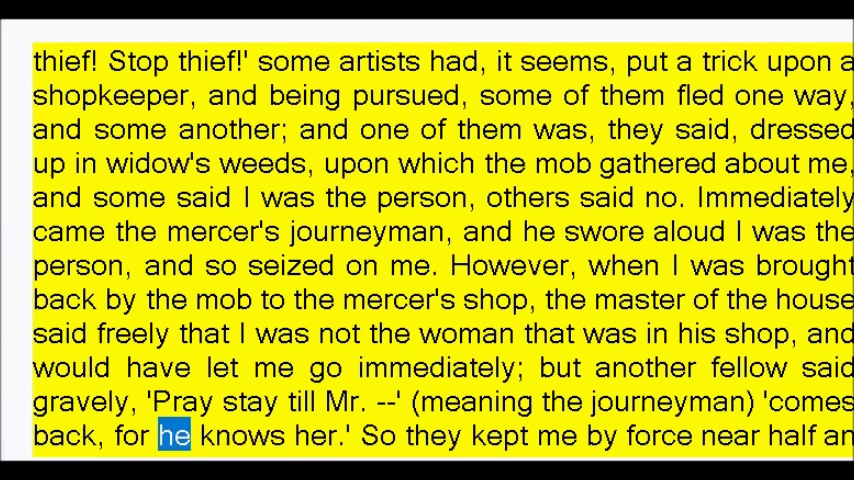 thief! Stop thief!' some artists had, it seems, put a trick upon a
shopkeeper, and being pursued, some of them fled one way,
and some another; and one of them was, they said, dressed
up in widow's weeds, upon which the mob gathered about me,
and some said I was the person, others said no. Immediately
came the mercer's journeyman, and he swore aloud I was the
person, and so seized on me. However, when I was brought
back by the mob to the mercer's shop, the master of the house
said freely that I was not the woman that was in his shop, and
would have let me go immediately; but another fellow said
gravely, 'Pray stay till Mr. --' (meaning the journeyman) 'comes
back, for he knows her.' So they kept me by force near half an